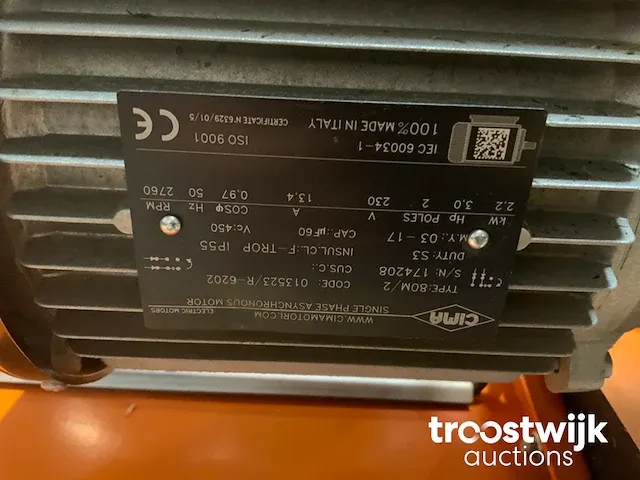 CIMA
WWW.CIMAMOTORI.COM
SINGLE PHASE ASYNCHRONOUS MOTOR
ELECTRIC MOTORS
TYPE: 80M/2 CODE: 013523/R-6202
S/N: 174208 CUS.C:
DUTY: S3 INSUL.CL: F-TROP IP55
M.Y.: 03-17 CAP.: µF60 Vc: 450
kW Hp POLES V A COSφ Hz RPM
2,2 3,0 2 230 13,4 0,97 50 2760
IEC 60034-1 ISO 9001
100% MADE IN ITALY CERTIFICATE N°6329/01/5
CE
troostwijk
auctions